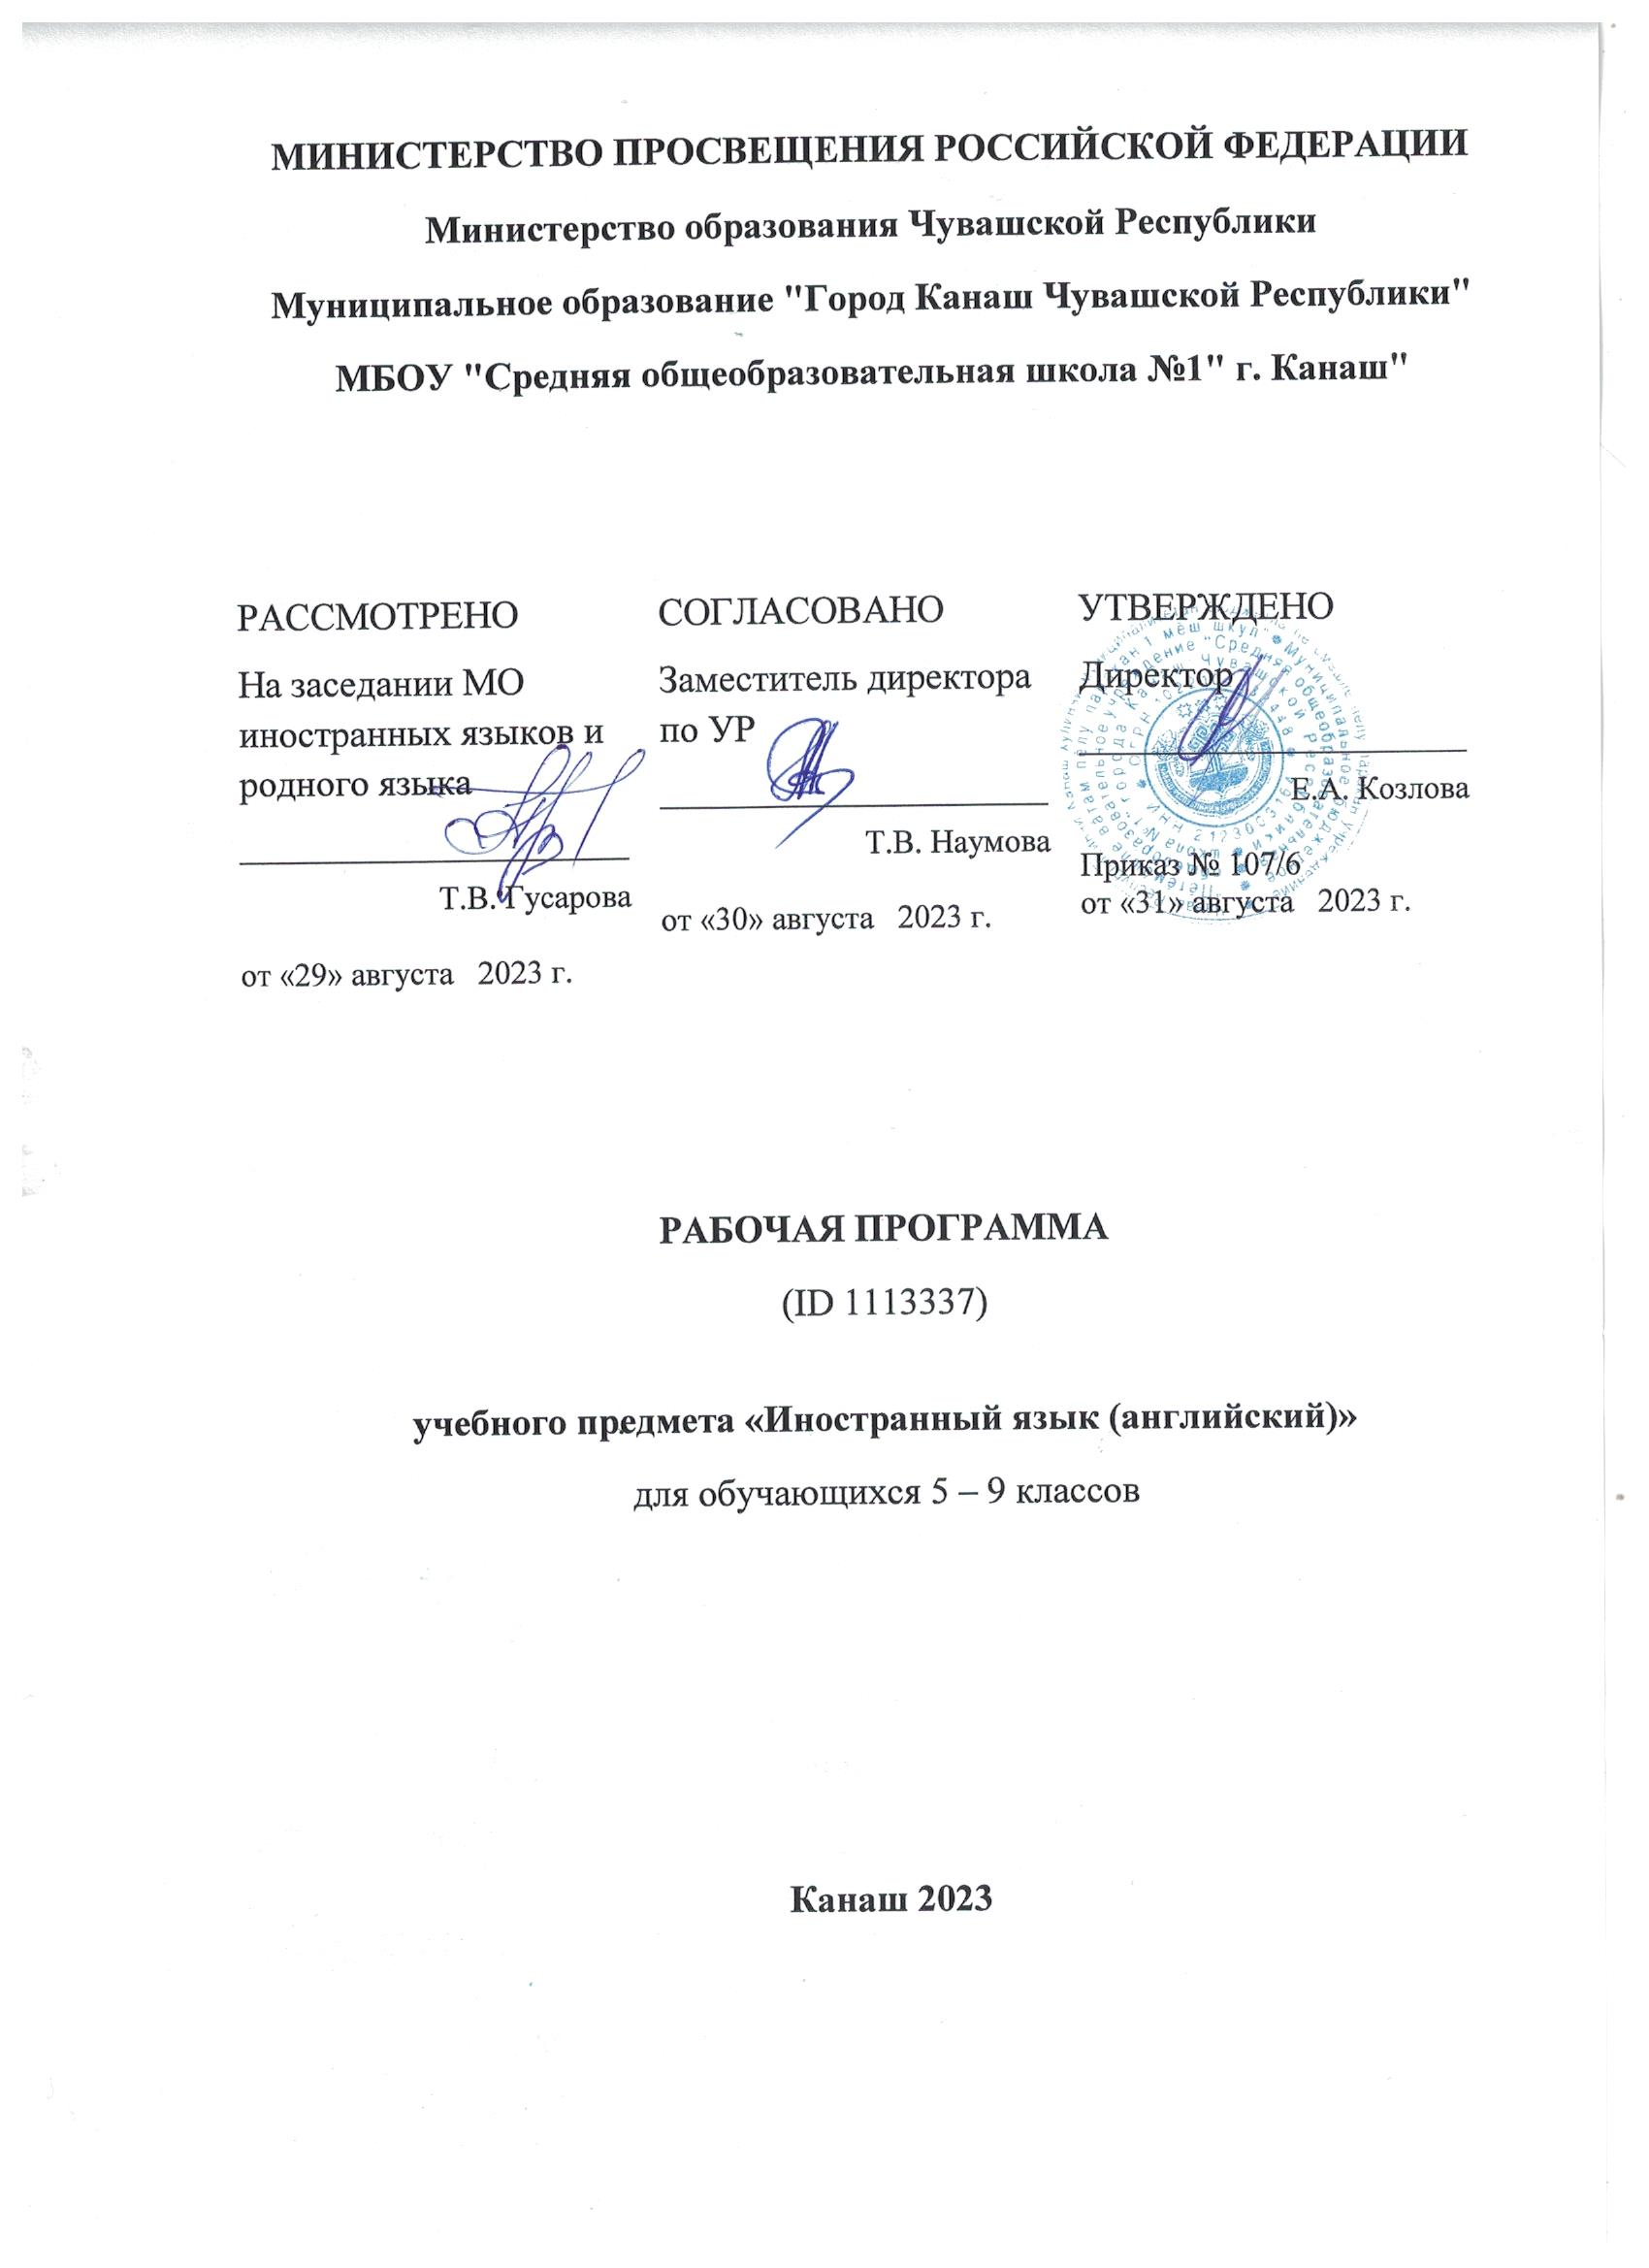 МИНИСТЕРСТВО ПРОСВЕЩЕНИЯ РОССИЙСКОЙ ФЕДЕРАЦИИ
Министерство образования Чувашской Республики
Муниципальное образование "Город Канаш Чувашской Республики"
МБОУ "Средняя общеобразовательная школа №1" г. Канаш"
РАССМОТРЕНО
На заседании МО
иностранных языков и
родного языка
Т.В. Гусарова
от «29» августа 2023 г.
СОГЛАСОВАНО
Заместитель директора
по УР
Т.В. Наумова
от «30» августа 2023 г.
УТВЕРЖДЕНО
Директор
Е.А. Козлова
Приказ № 107/6
от «31» августа 2023 г.
РАБОЧАЯ ПРОГРАММА
(ID 1113337)
учебного предмета «Иностранный язык (английский)»
для обучающихся 5 – 9 классов
Канаш 2023